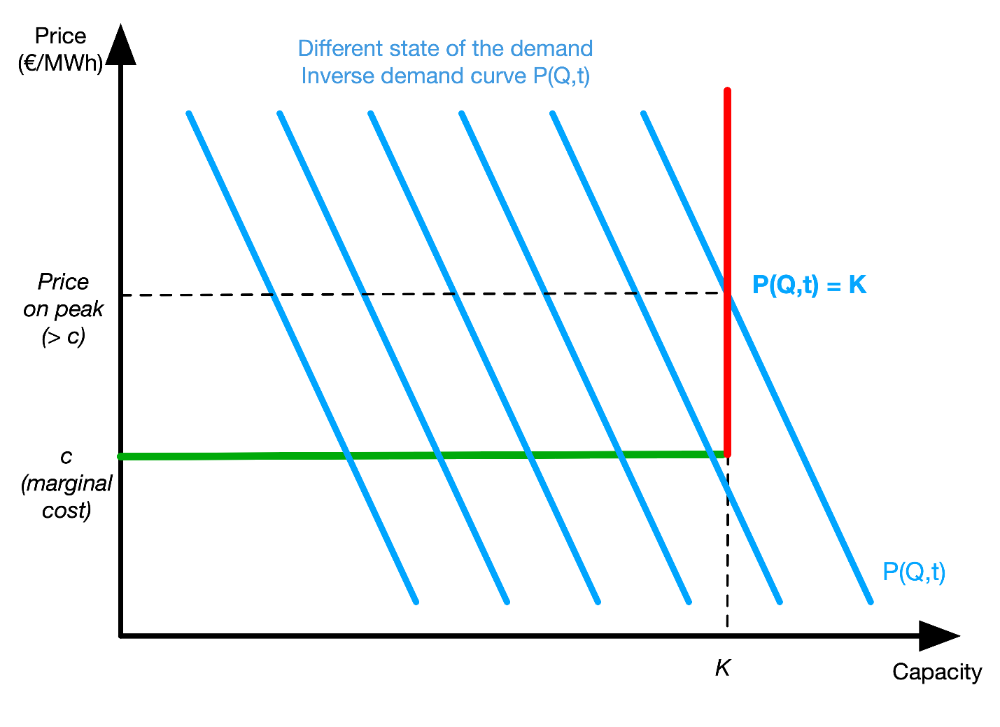 Price
(€/MWh)
Different state of the demand
Inverse demand curve P(Q,t)
Price
on peak
(> c)
P(Q,t) = K
c
(marginal
cost)
P(Q,t)
K
Capacity